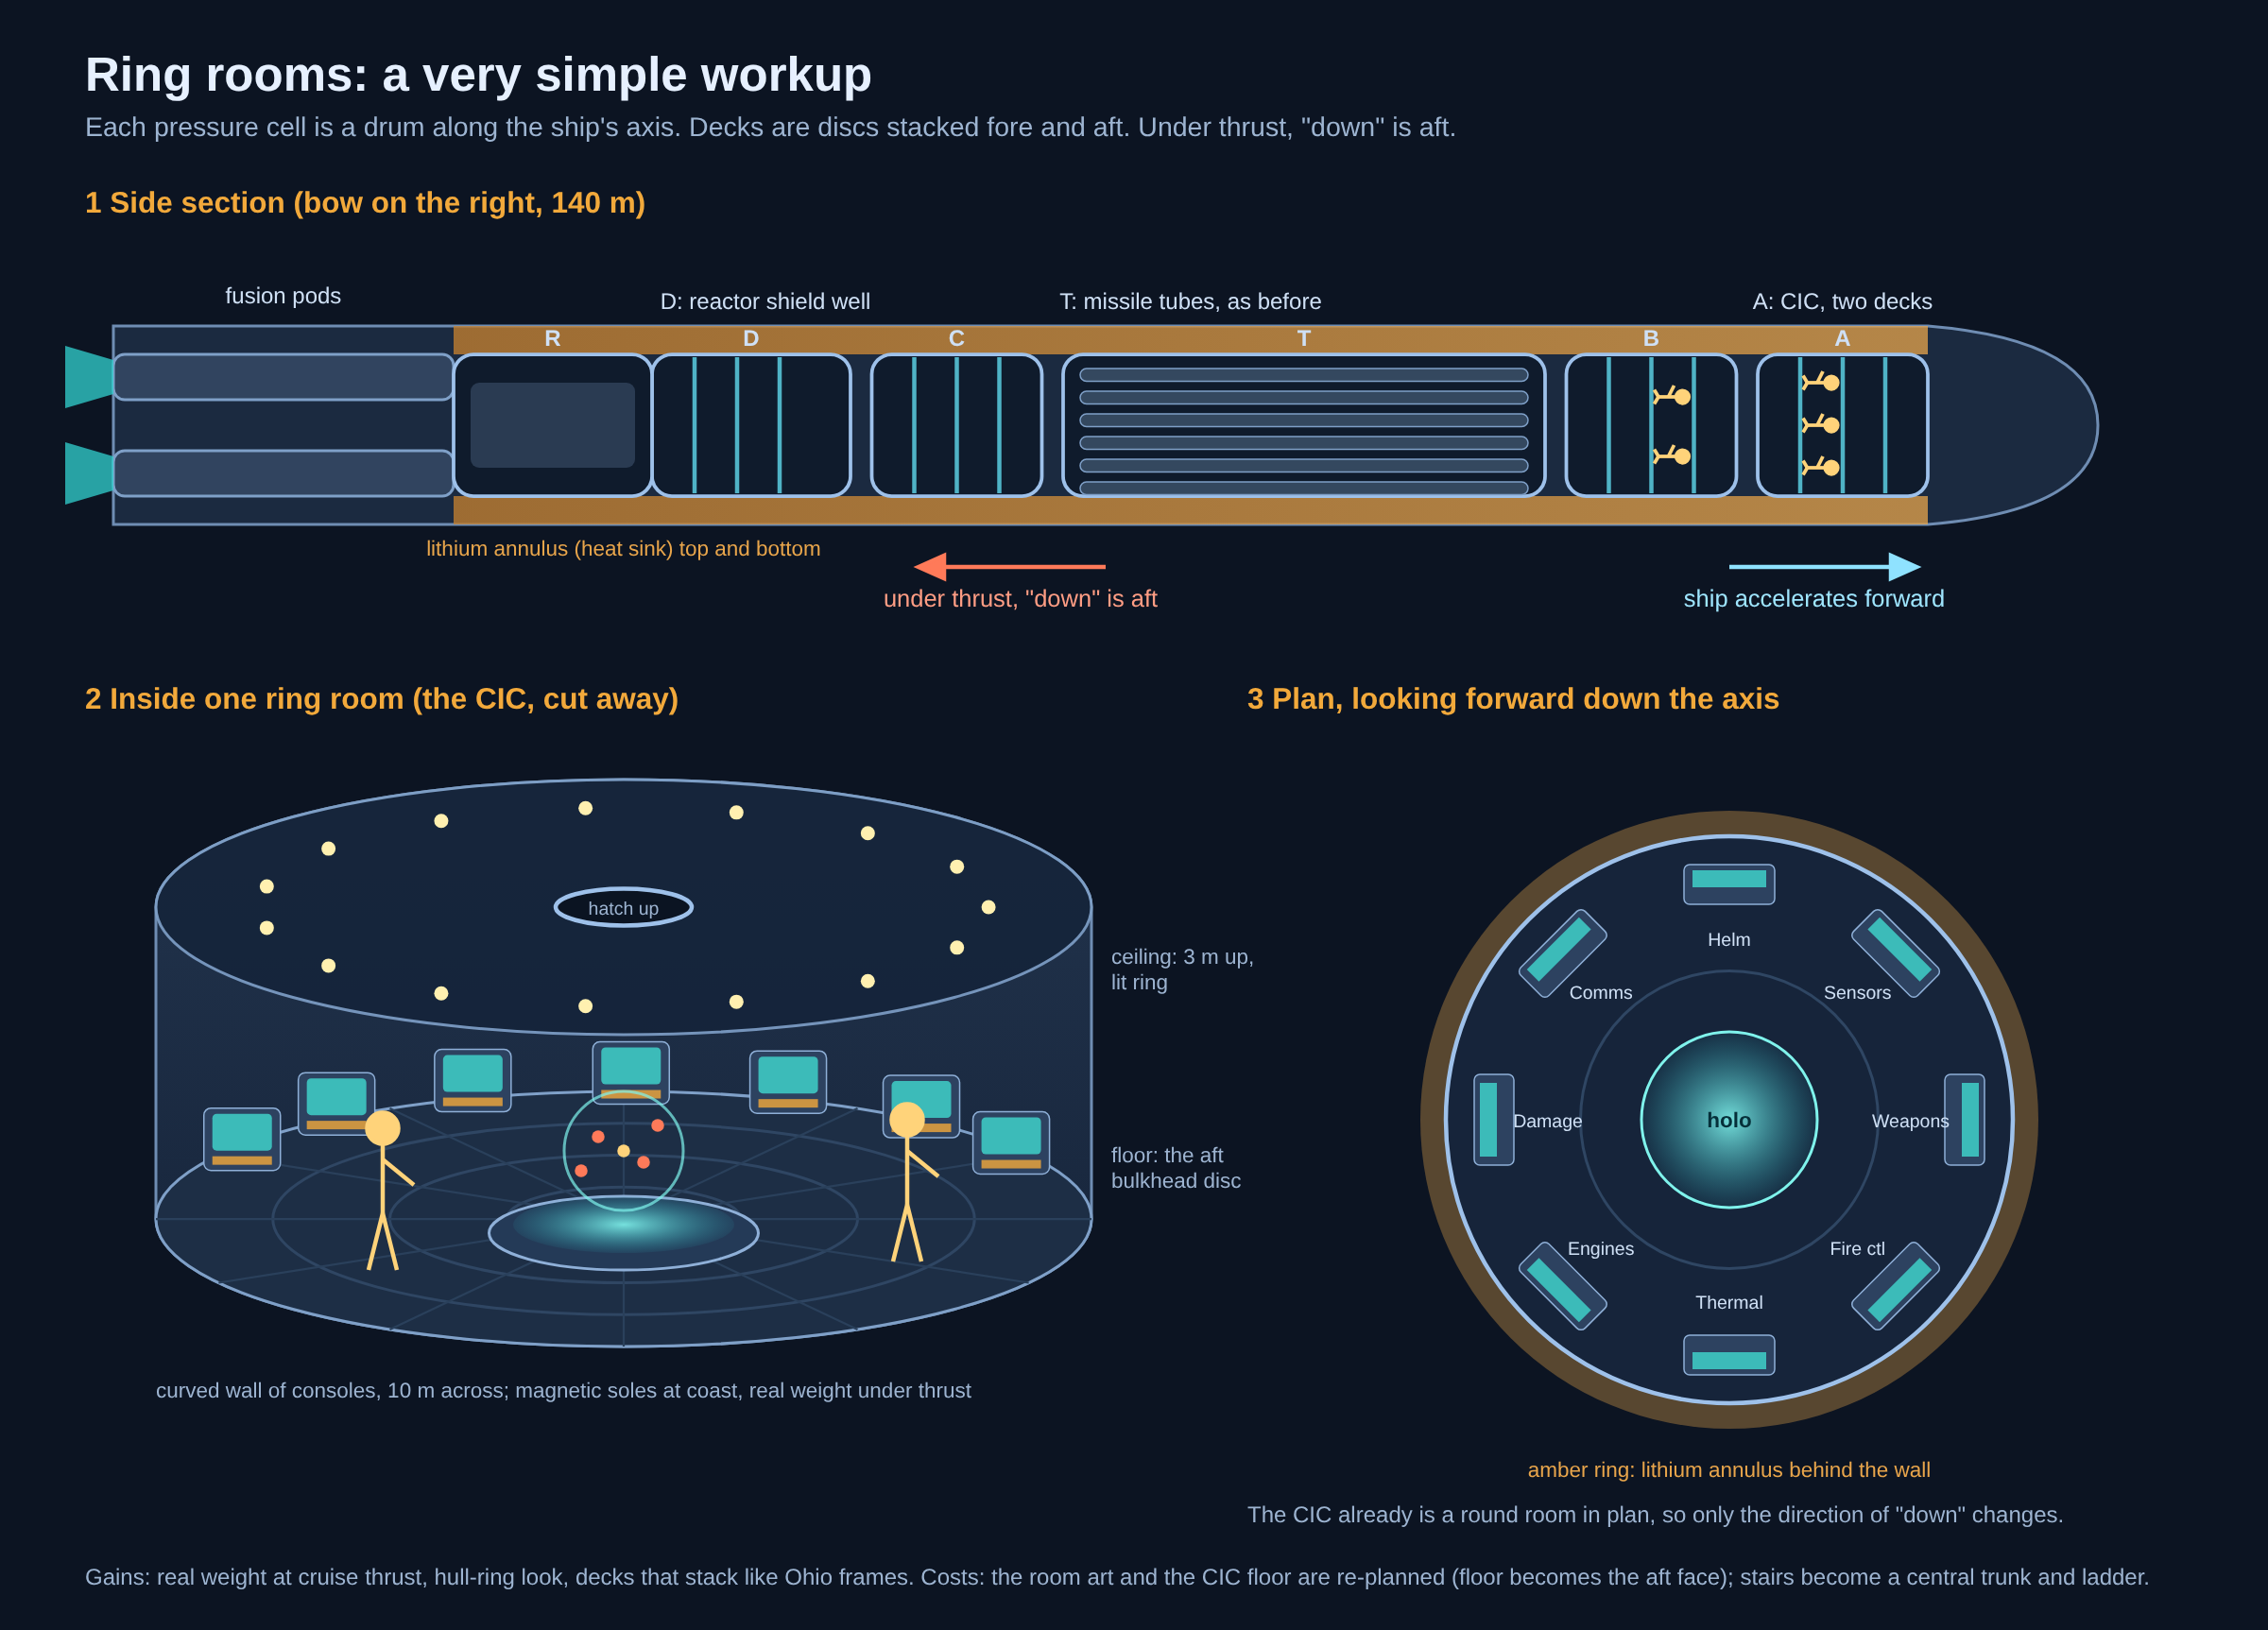 Ring rooms: a very simple workup
Each pressure cell is a drum along the ship's axis. Decks are discs stacked fore and aft. Under thrust, "down" is aft.
1 Side section (bow on the right, 140 m)
fusion pods
D: reactor shield well
T: missile tubes, as before
A: CIC, two decks
R
D
C
T
B
A
lithium annulus (heat sink) top and bottom
under thrust, "down" is aft
ship accelerates forward
2 Inside one ring room (the CIC, cut away)
hatch up
ceiling: 3 m up,
lit ring
floor: the aft
bulkhead disc
curved wall of consoles, 10 m across; magnetic soles at coast, real weight under thrust
3 Plan, looking forward down the axis
Helm
Comms
Sensors
Damage
holo
Weapons
Engines
Fire ctl
Thermal
amber ring: lithium annulus behind the wall
The CIC already is a round room in plan, so only the direction of "down" changes.
Gains: real weight at cruise thrust, hull-ring look, decks that stack like Ohio frames. Costs: the room art and the CIC floor are re-planned (floor becomes the aft face); stairs become a central trunk and ladder.